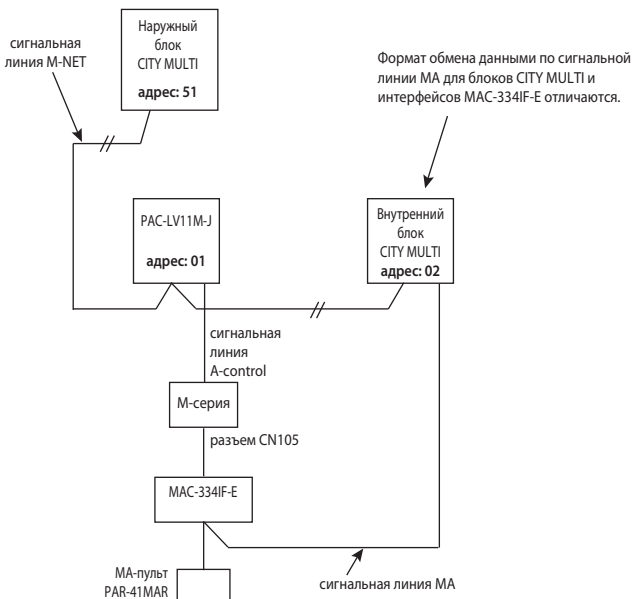 Наружный
блок
CITY MULTI
адрес: 51
сигнальная
линия M-NET
Формат обмена данными по сигнальной
линии MA для блоков CITY MULTI и
интерфейсов MAC-334IF-E отличаются.
PAC-LV11M-J
адрес: 01
Внутренний
блок
CITY MULTI
адрес: 02
сигнальная
линия
A-control
М-серия
разъем CN105
MAC-334IF-E
MA-пульт
PAR-41MAR
сигнальная линия MA